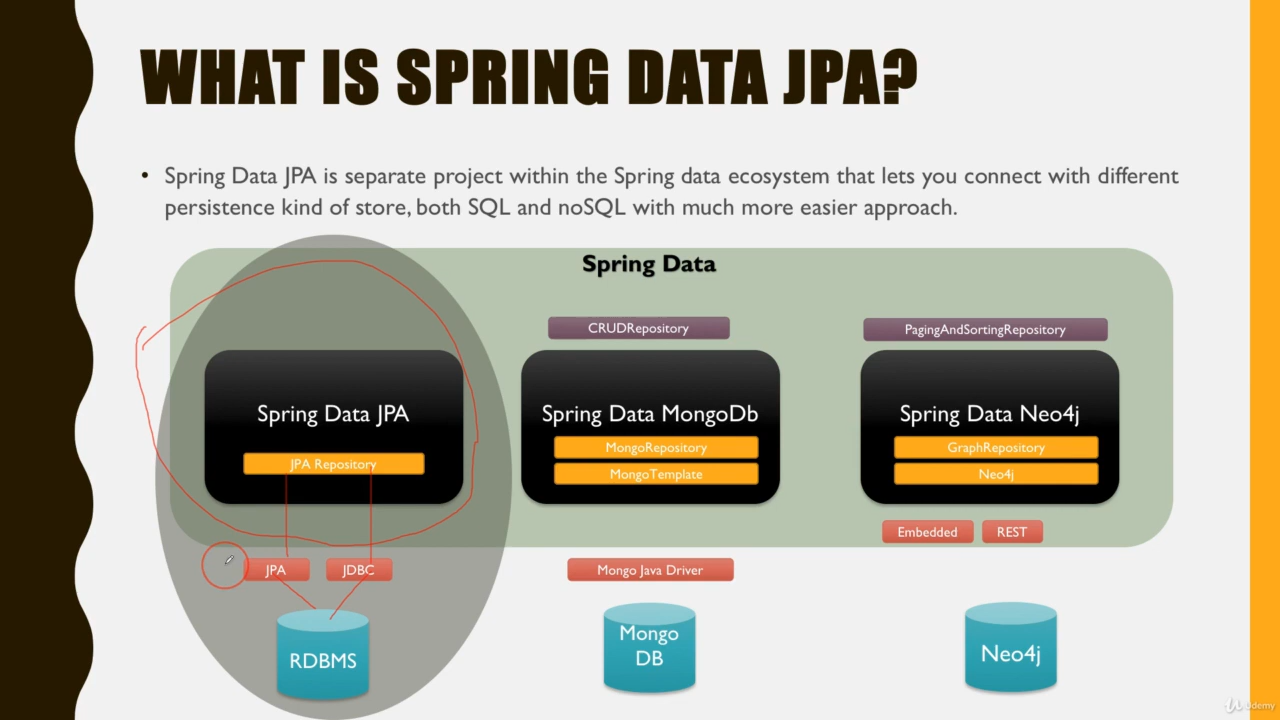 WHAT IS SPRING DATA JPA?
• Spring Data JPA is separate project within the Spring data ecosystem that lets you connect with different
persistence kind of store, both SQL and noSQL with much more easier approach.
Spring Data
CRUDRepository
PagingAndSortingRepository
Spring Data JPA
JPA Repository
Spring Data MongoDb
MongoRepository
MongoTemplate
Spring Data Neo4j
GraphRepository
Neo4j
Embedded
REST
JPA
JDBC
Mongo Java Driver
RDBMS
Mongo
DB
Neo4j
Udemy